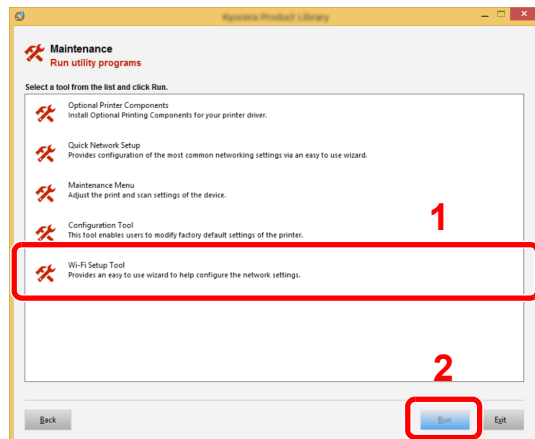 Kyocera Product Library
Maintenance
Run utility programs
Select a tool from the list and click Run.
Optional Printer Components
Install Optional Printing Components for your printer driver.
Quick Network Setup
Provides configuration of the most common networking settings via an easy to use wizard.
Maintenance Menu
Adjust the print and scan settings of the device.
1
Configuration Tool
This tool enables users to modify factory default settings of the printer.
Wi-Fi Setup Tool
Provides an easy to use wizard to help configure the network settings.
2
Back
Run
Exit